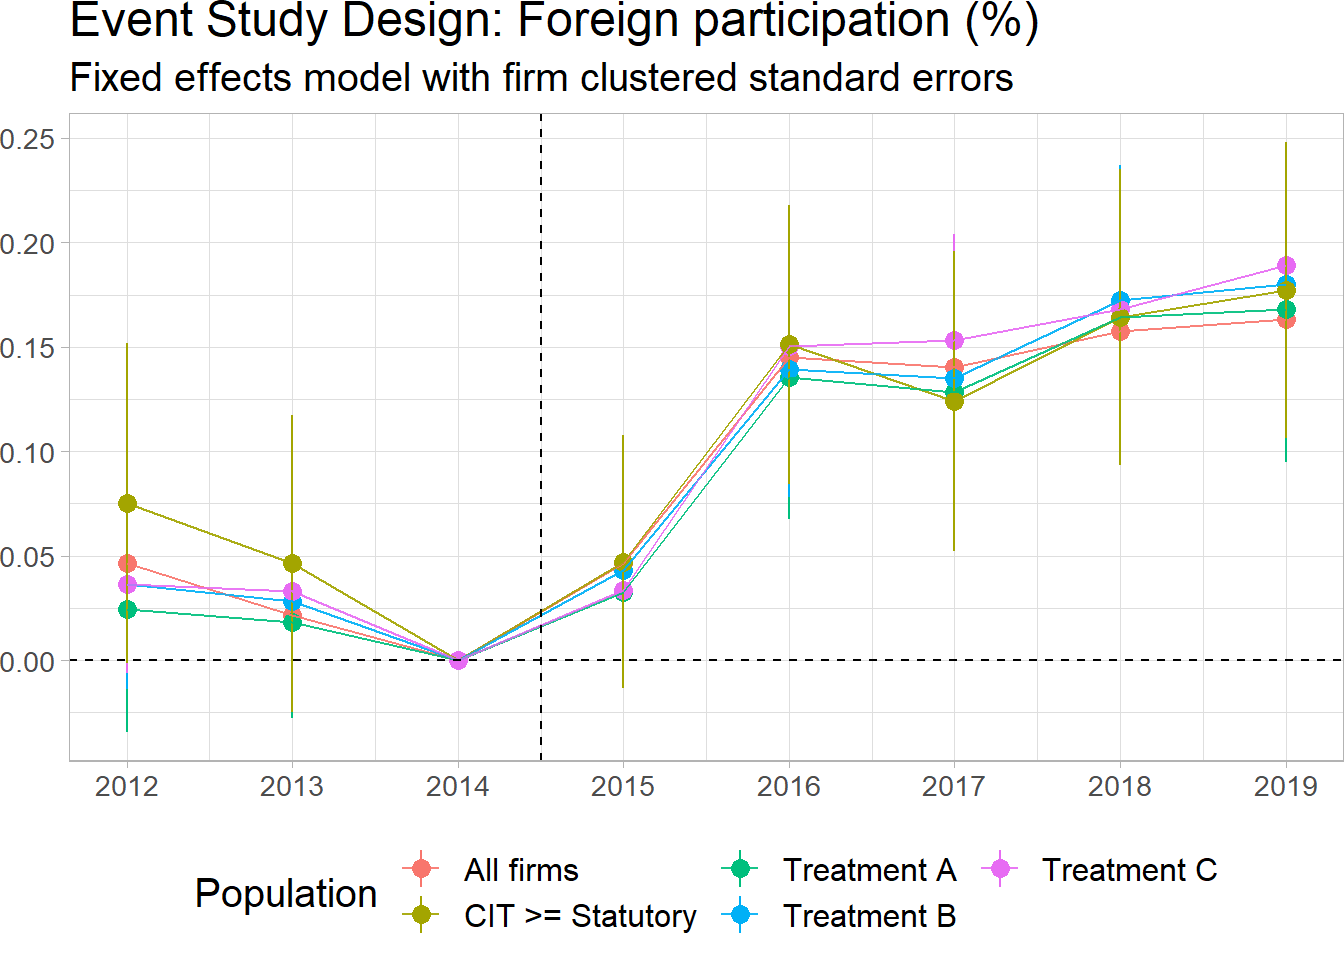 Event Study Design: Foreign participation (%)
Fixed effects model with firm clustered standard errors
0.25
0.20
0.15
0.10
0.05
0.00
2012 2013 2014 2015 2016 2017 2018 2019
Population
All firms Treatment A Treatment C
CIT >= Statutory Treatment B